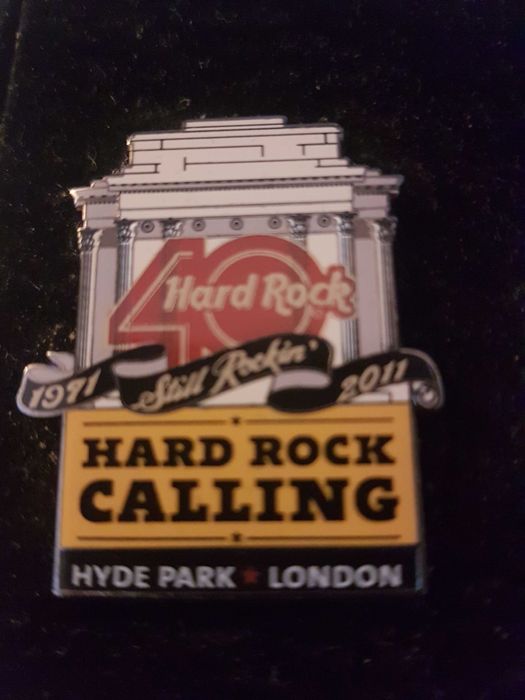 40
Hard Rock
1971 Still Rockin' 2011
HARD ROCK
CALLING
HYDE PARK ★ LONDON